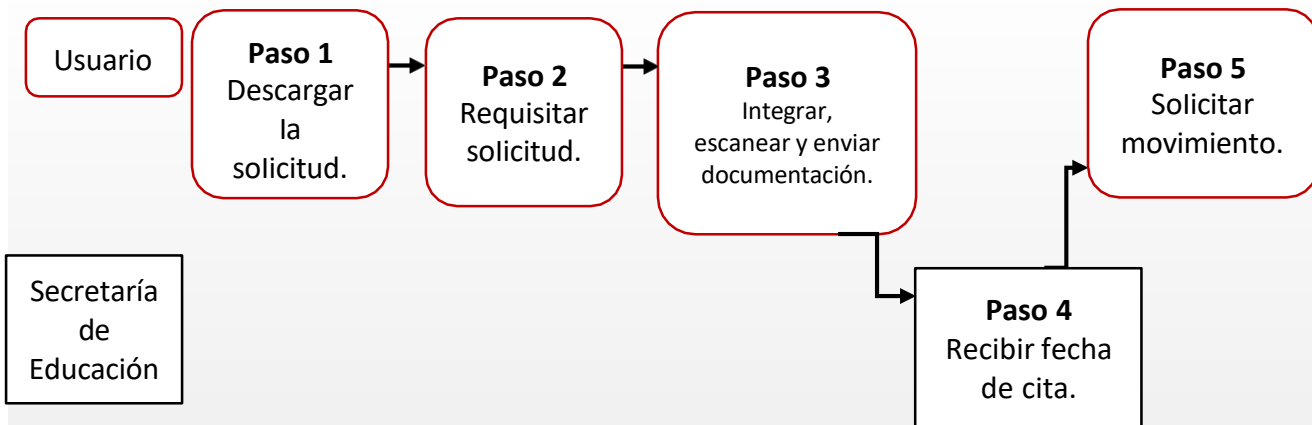 Usuario
Paso 1
Descargar
la
solicitud.
Paso 2
Requisitar
solicitud.
Paso 3
Integrar,
escanear y enviar
documentación.
Paso 5
Solicitar
movimiento.
Secretaría
de
Educación
Paso 4
Recibir fecha
de cita.